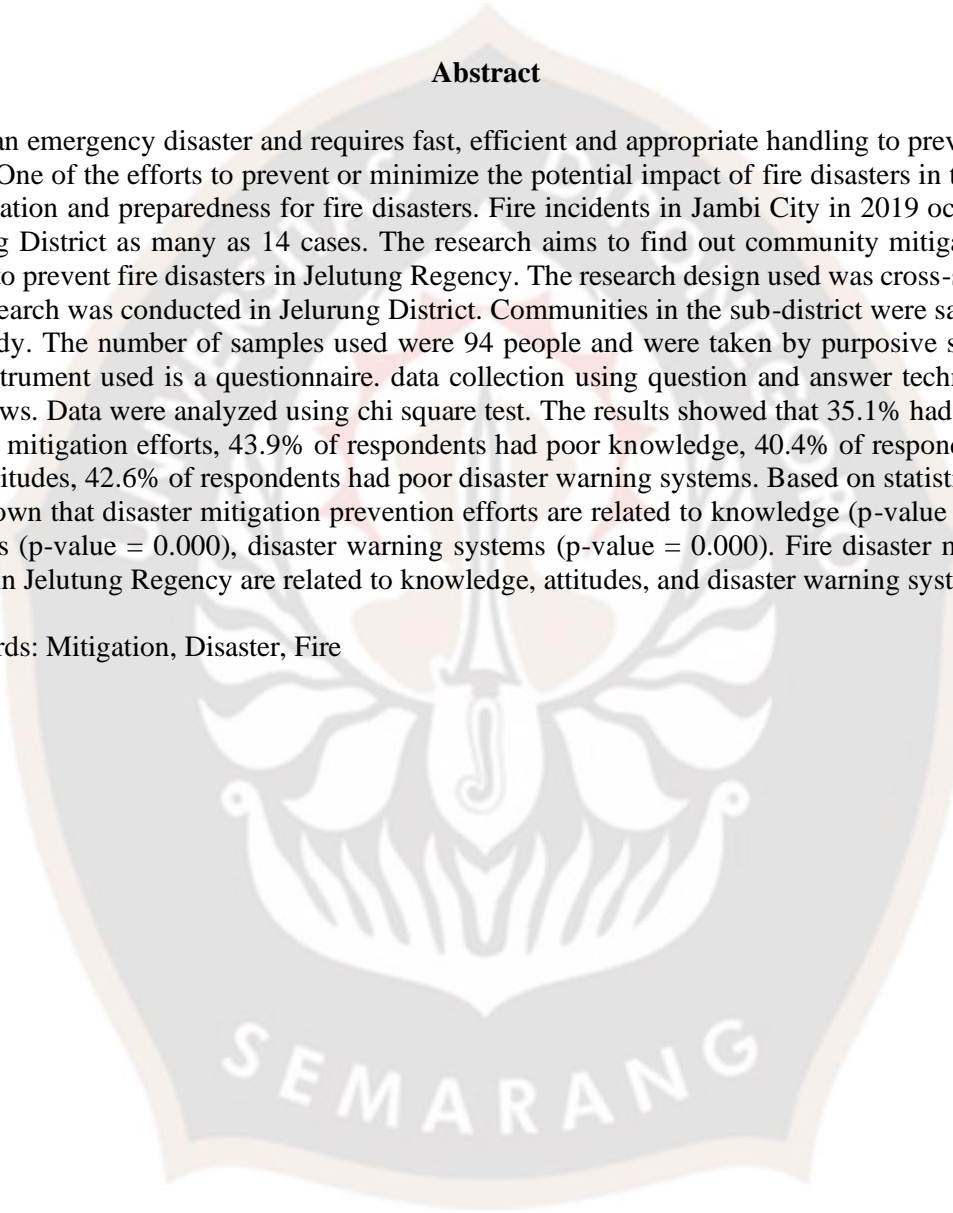 Abstract
an emergency disaster and requires fast, efficient and appropriate handling to prev
One of the efforts to prevent or minimize the potential impact of fire disasters in t
ation and preparedness for fire disasters. Fire incidents in Jambi City in 2019 oc
g District as many as 14 cases. The research aims to find out community mitiga
to prevent fire disasters in Jelutung Regency. The research design used was cross-s
earch was conducted in Jelurung District. Communities in the sub-district were sa
dy. The number of samples used were 94 people and were taken by purposive s
strument used is a questionnaire. data collection using question and answer techn
ws. Data were analyzed using chi square test. The results showed that 35.1% had
mitigation efforts, 43.9% of respondents had poor knowledge, 40.4% of respon
titudes, 42.6% of respondents had poor disaster warning systems. Based on statisti
own that disaster mitigation prevention efforts are related to knowledge (p-value
s (p-value = 0.000), disaster warning systems (p-value = 0.000). Fire disaster m
in Jelutung Regency are related to knowledge, attitudes, and disaster warning syst
rds: Mitigation, Disaster, Fire
UNIVERSITAS DIPONEGORO
SEMARANG